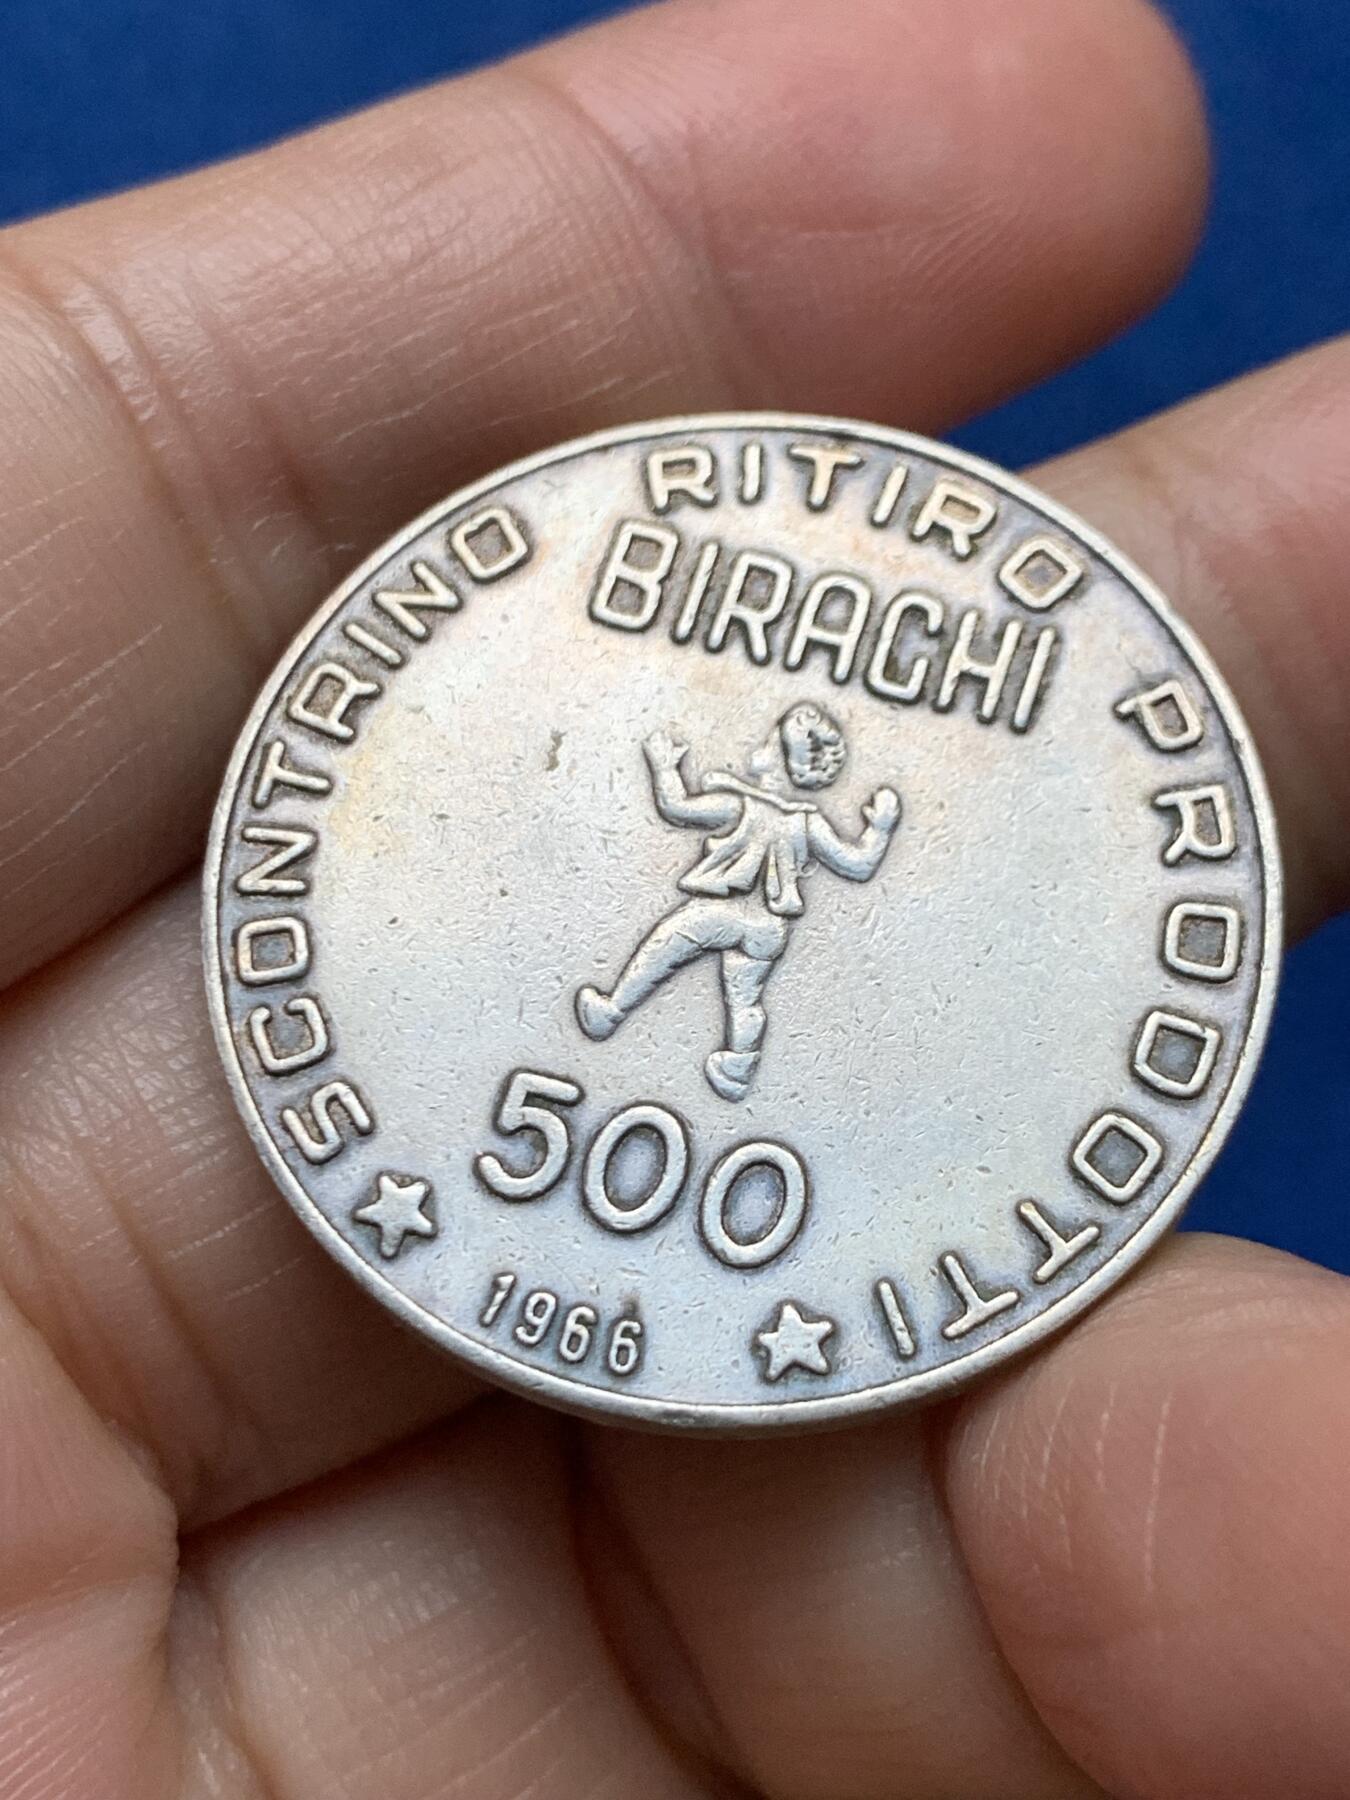 SCONTRINO RITIRO PRODOTTI
BIRAGHI
500
1966